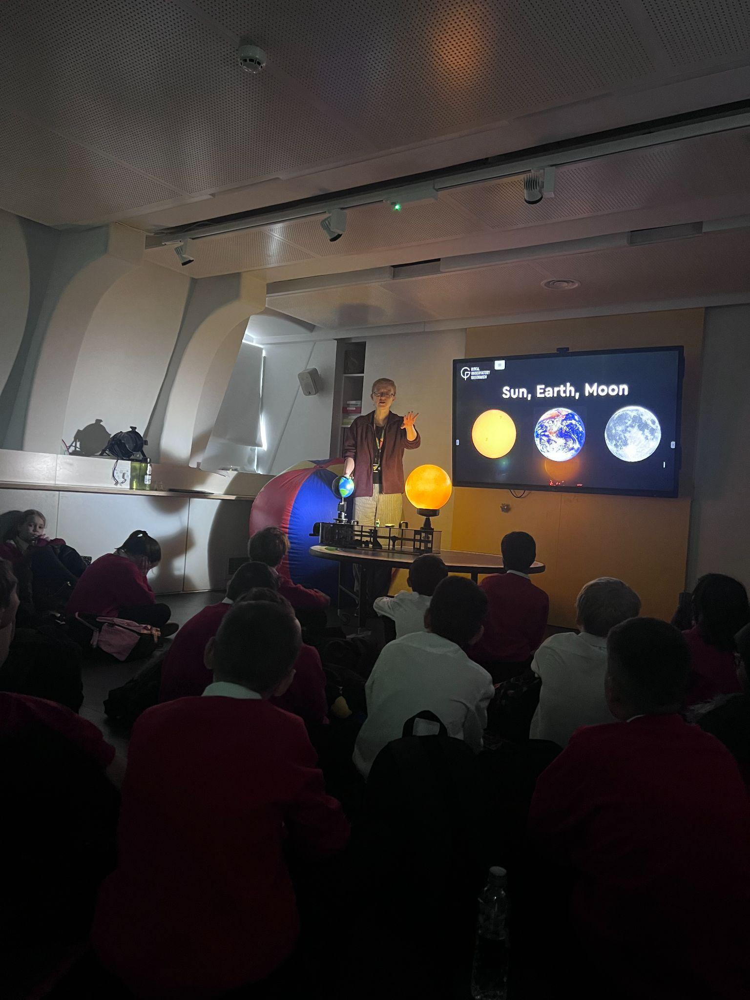 ROYAL
OBSERVATORY
GREENWICH
Sun, Earth, Moon